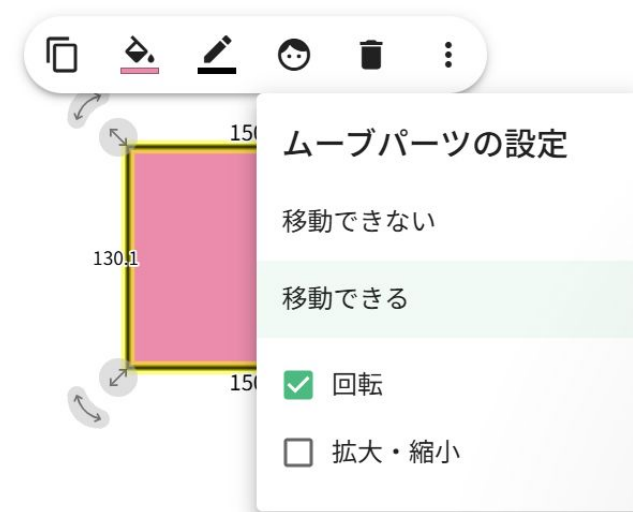 150
ムーブパーツの設定
移動できない
130.1
移動できる
150
回転
拡大・縮小